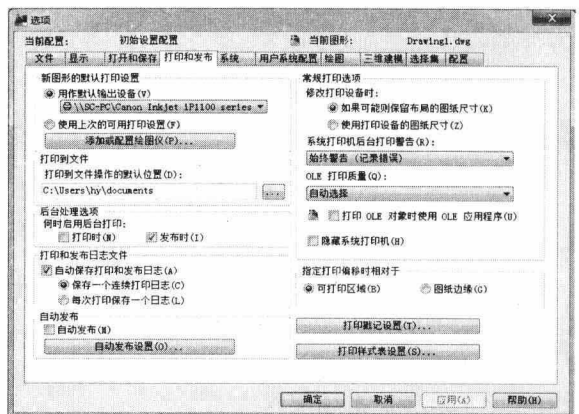 选项
当前配置: 初始设置配置 当前图形: Drawing1.dwg
文件 显示 打开和保存 打印和发布 系统 用户系统配置 绘图 三维建模 选择集 配置
新图形的默认打印设置
用作默认输出设备(V)
\\SC-PC\Canon Inkjet iP1100 series
使用上次的可用打印设置(F)
添加或配置绘图仪(P)...
打印到文件
打印到文件操作的默认位置(D):
C:\Users\hy\documents
...
后台处理选项
何时启用后台打印:
打印时(N) 发布时(I)
打印和发布日志文件
自动保存打印和发布日志(A)
保存一个连续打印日志(C)
每次打印保存一个日志(L)
自动发布
自动发布(M)
自动发布设置(O)...
常规打印选项
修改打印设备时:
如果可能则保留布局的图纸尺寸(K)
使用打印设备的图纸尺寸(Z)
系统打印机后台打印警告(R):
始终警告 (记录错误)
OLE 打印质量(Q):
自动选择
打印 OLE 对象时使用 OLE 应用程序(U)
隐藏系统打印机(H)
指定打印偏移时相对于
可打印区域(B) 图纸边缘(G)
打印戳记设置(T)...
打印样式表设置(S)...
确定 取消 应用(A) 帮助(H)